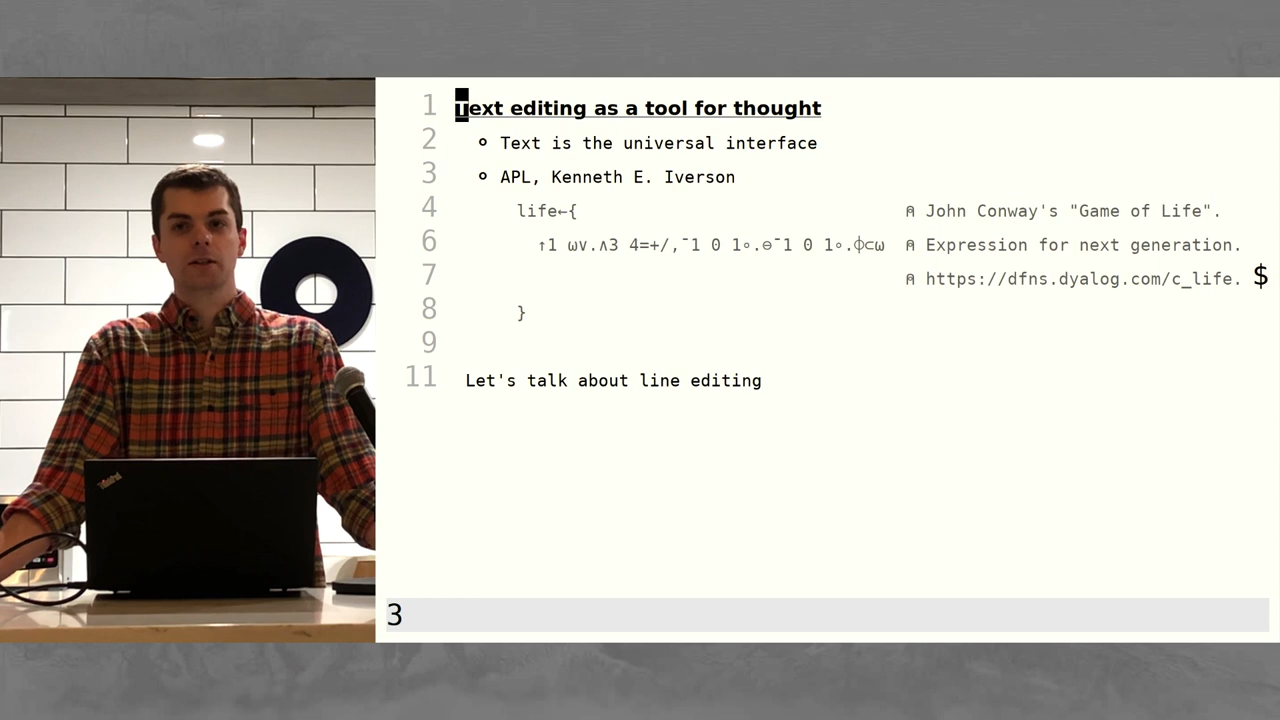 1 Text editing as a tool for thought
2 ⚬ Text is the universal interface
3 ⚬ APL, Kenneth E. Iverson
4 life←{ ⍝ John Conway's "Game of Life".
6 ↑1 ⍵∨.∧3 4=+/,¯1 0 1∘.⊖¯1 0 1∘.⌽⊂⍵ ⍝ Expression for next generation.
7 ⍝ https://dfns.dyalog.com/c_life. $
8 }
9
11 Let's talk about line editing
3
ThinkPad